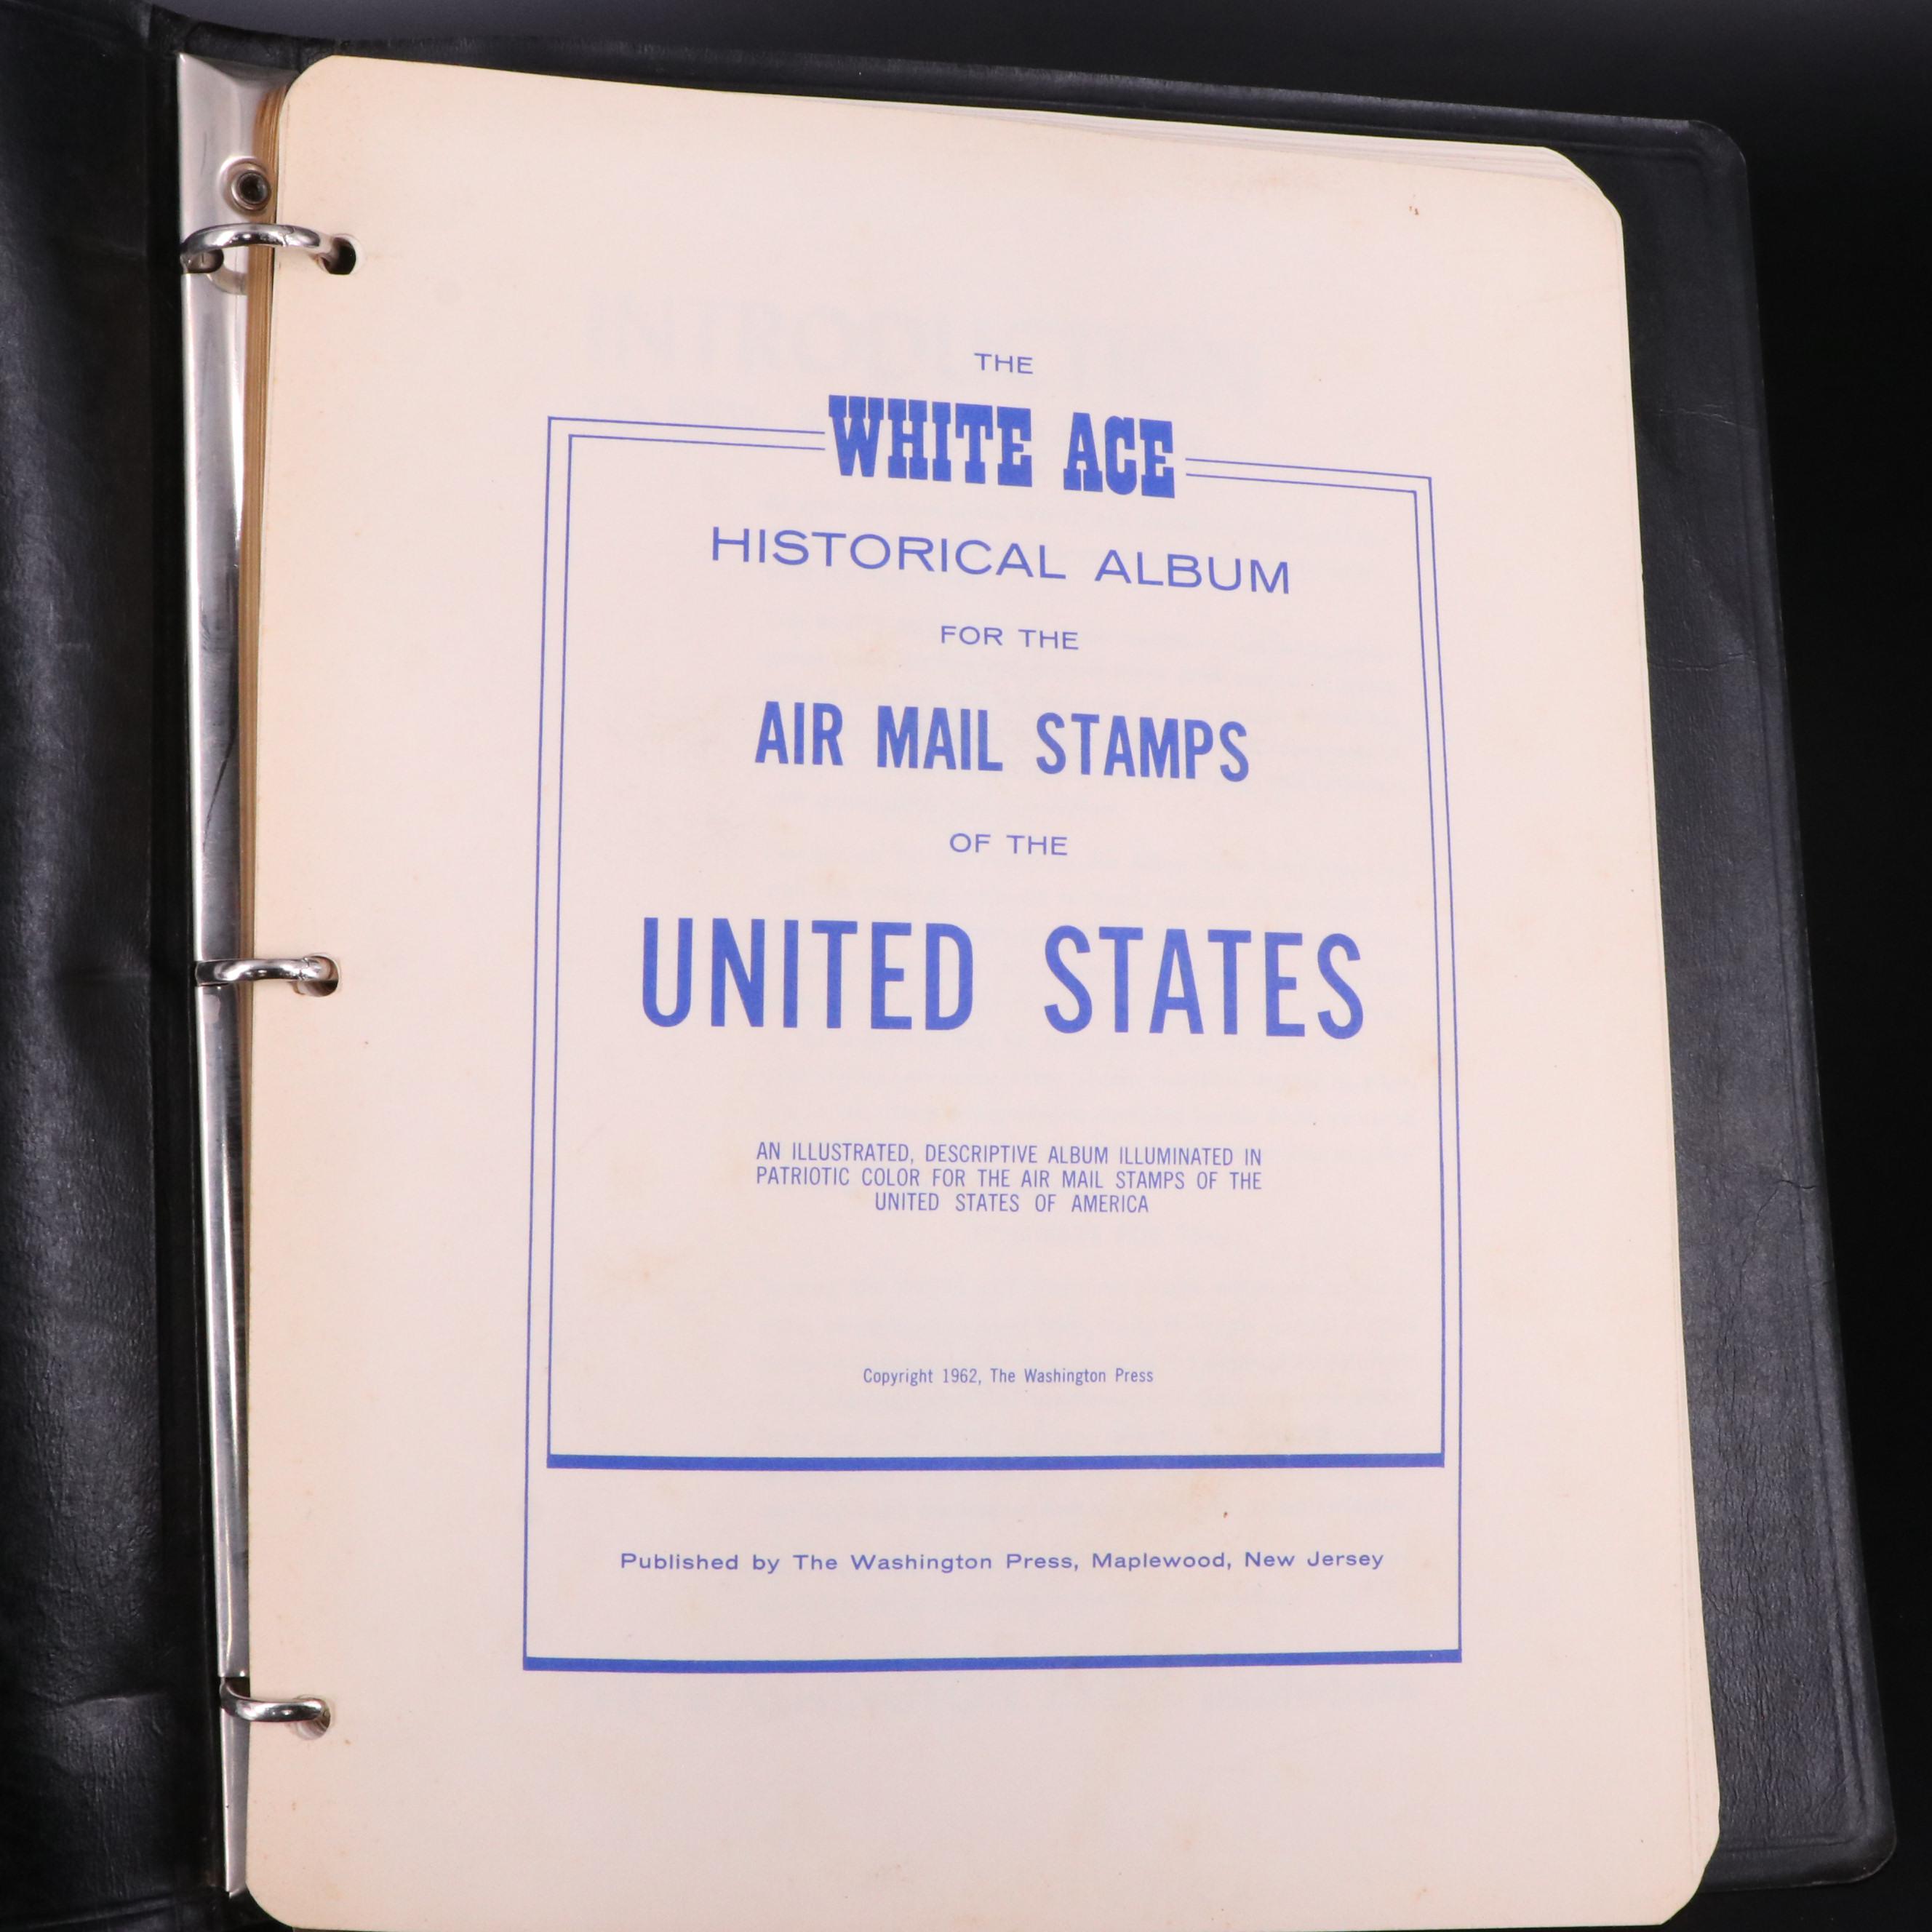 THE
WHITE ACE
HISTORICAL ALBUM
FOR THE
AIR MAIL STAMPS
OF THE
UNITED STATES
AN ILLUSTRATED, DESCRIPTIVE ALBUM ILLUMINATED IN
PATRIOTIC COLOR FOR THE AIR MAIL STAMPS OF THE
UNITED STATES OF AMERICA
Copyright 1962, The Washington Press
Published by The Washington Press, Maplewood, New Jersey